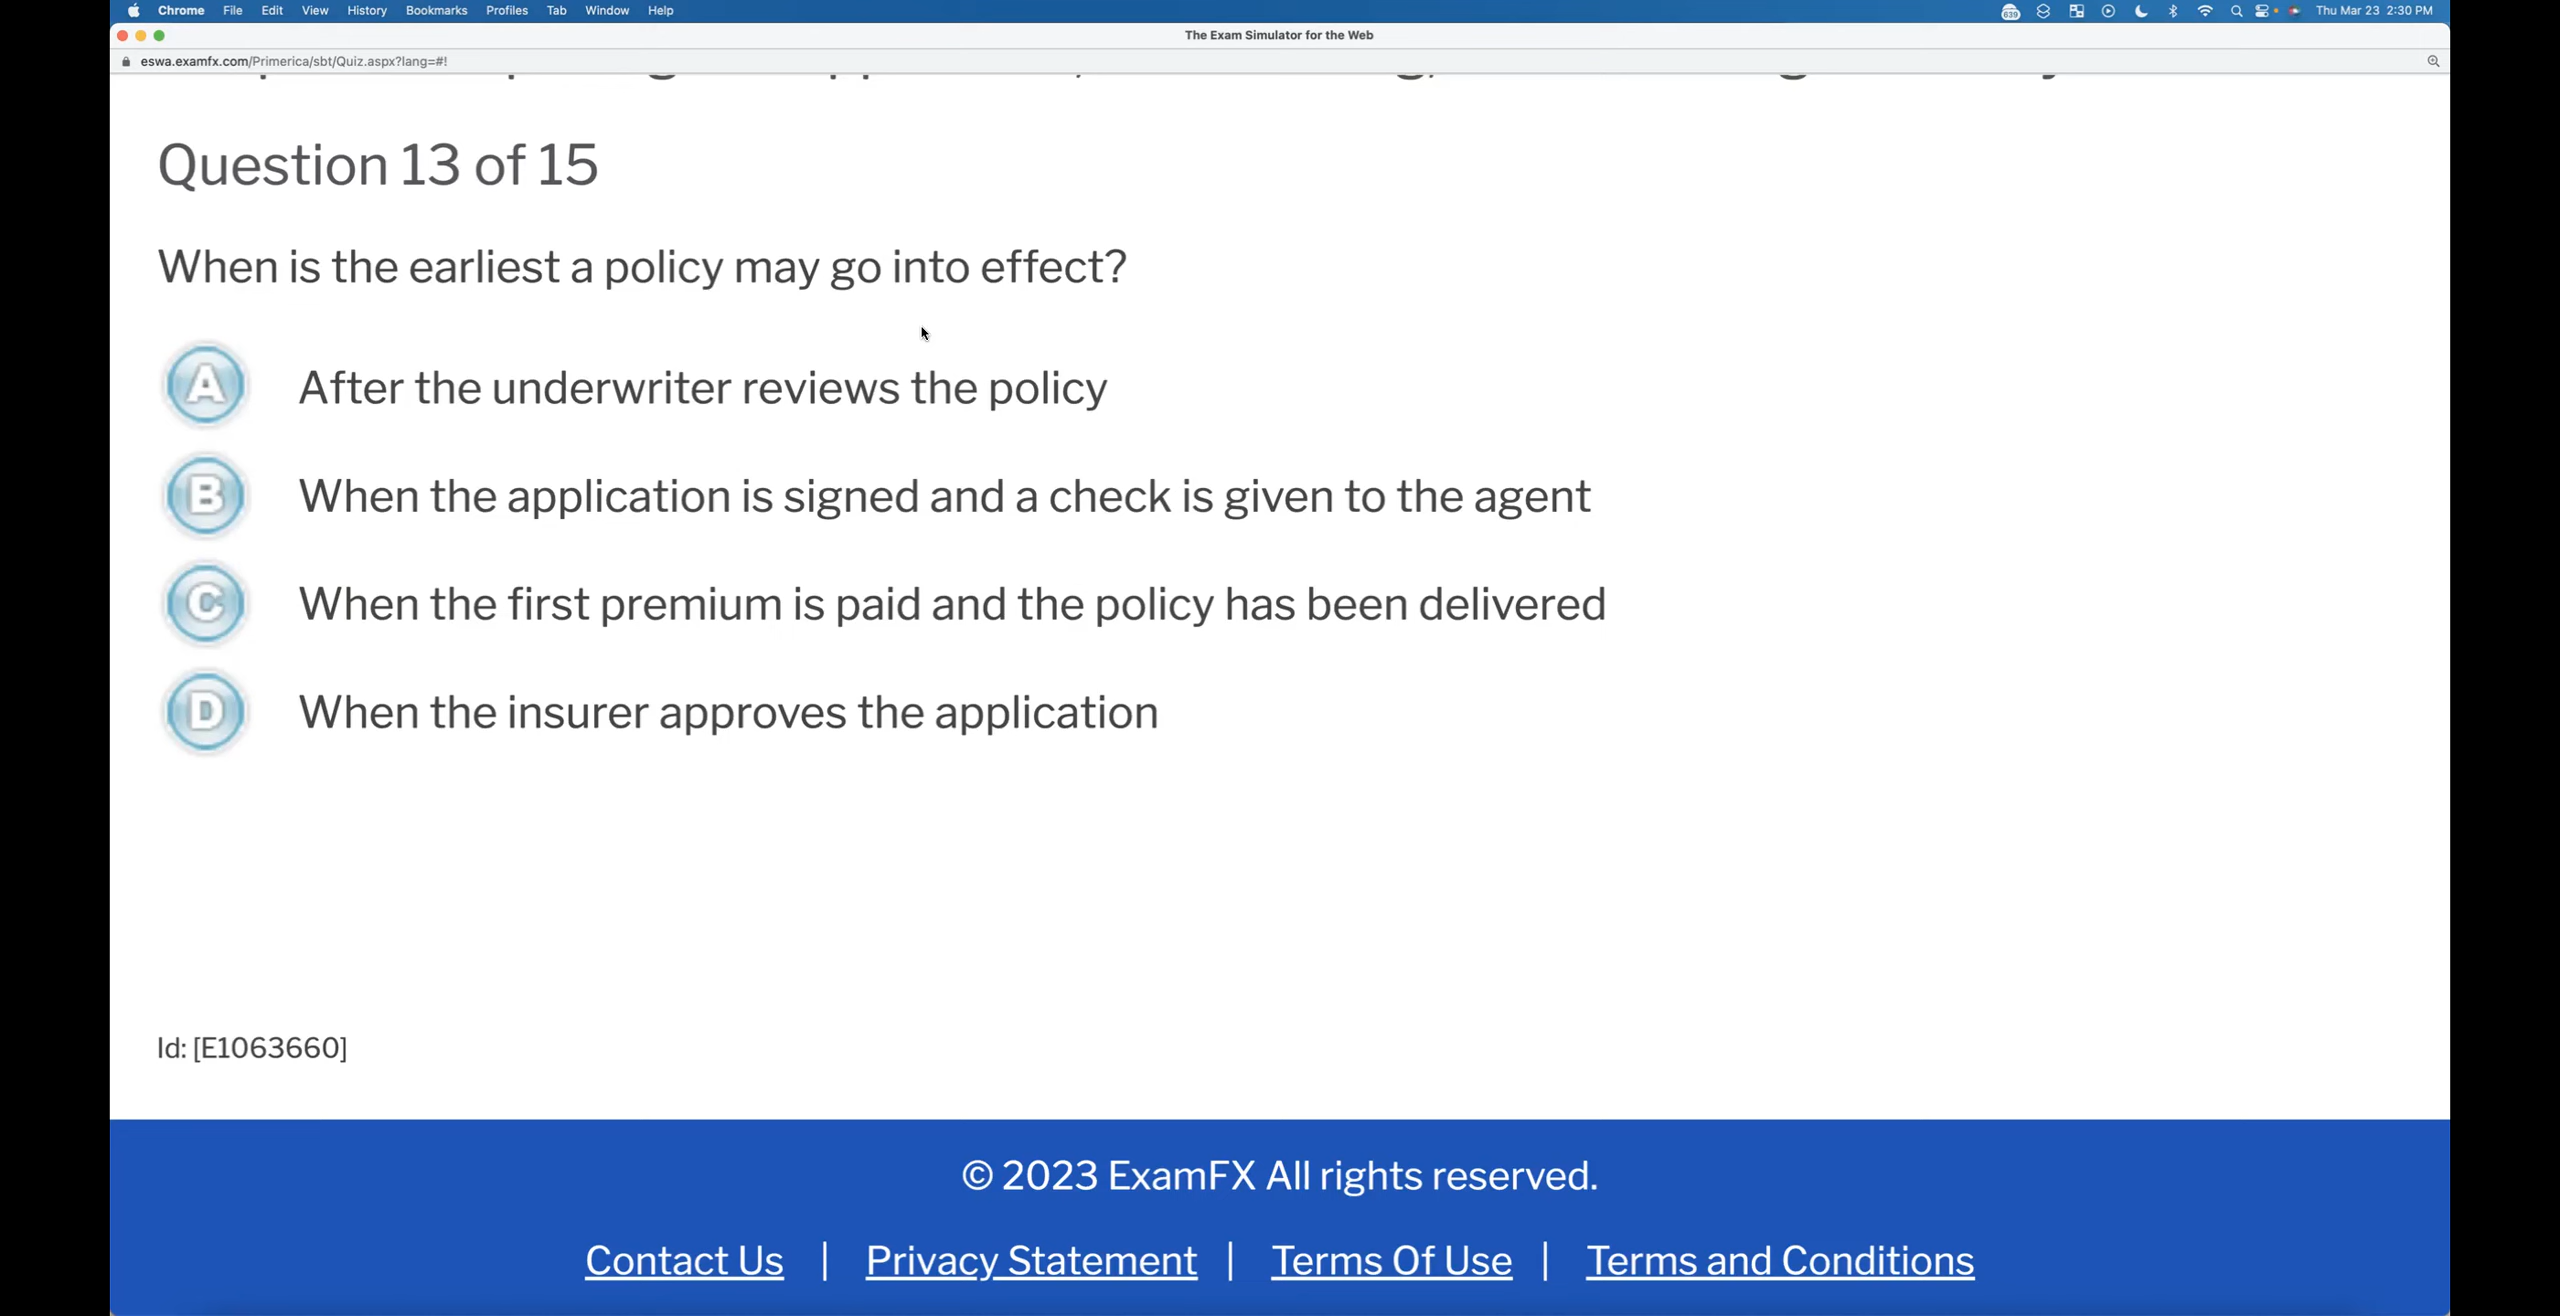 Chrome File Edit View History Bookmarks Profiles Tab Window Help 639 Thu Mar 23 2:30 PM
The Exam Simulator for the Web
eswa.examfx.com/Primerica/sbt/Quiz.aspx?lang=#!
Question 13 of 15
When is the earliest a policy may go into effect?
A After the underwriter reviews the policy
B When the application is signed and a check is given to the agent
C When the first premium is paid and the policy has been delivered
D When the insurer approves the application
Id: [E1063660]
© 2023 ExamFX All rights reserved.
Contact Us | Privacy Statement | Terms Of Use | Terms and Conditions